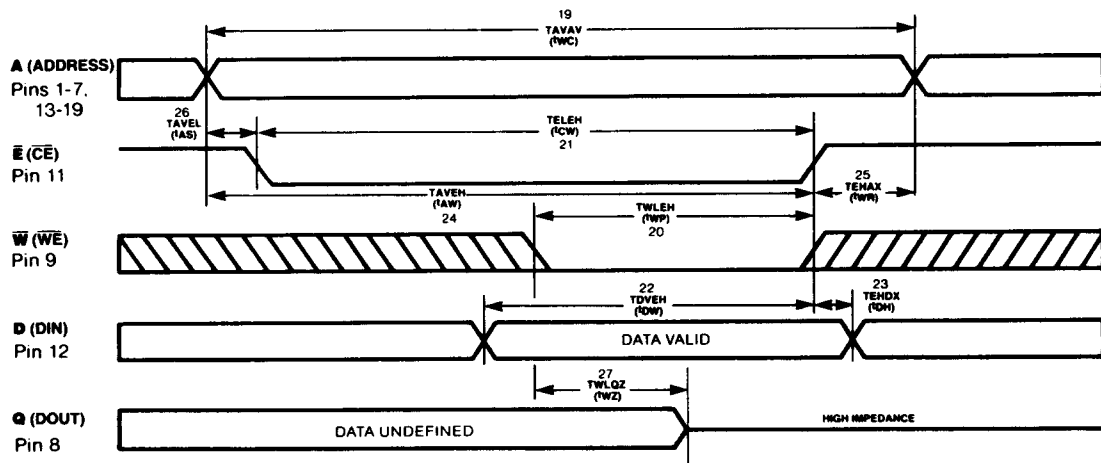 19
TAVAV
(tWC)
A (ADDRESS)
Pins 1-7,
13-19
26
TAVEL
(tAS)
TELEH
(tCW)
21
E̅ (C̅E̅)
Pin 11
25
TEHAX
(tWR)
TAVEH
(tAW)
24
TWLEH
(tWP)
20
W̅ (W̅E̅)
Pin 9
22
TDVEH
(tDW)
23
TEHDX
(tDH)
D (DIN)
Pin 12
DATA VALID
27
TWLQZ
(tWZ)
Q (DOUT)
Pin 8
DATA UNDEFINED
HIGH IMPEDANCE